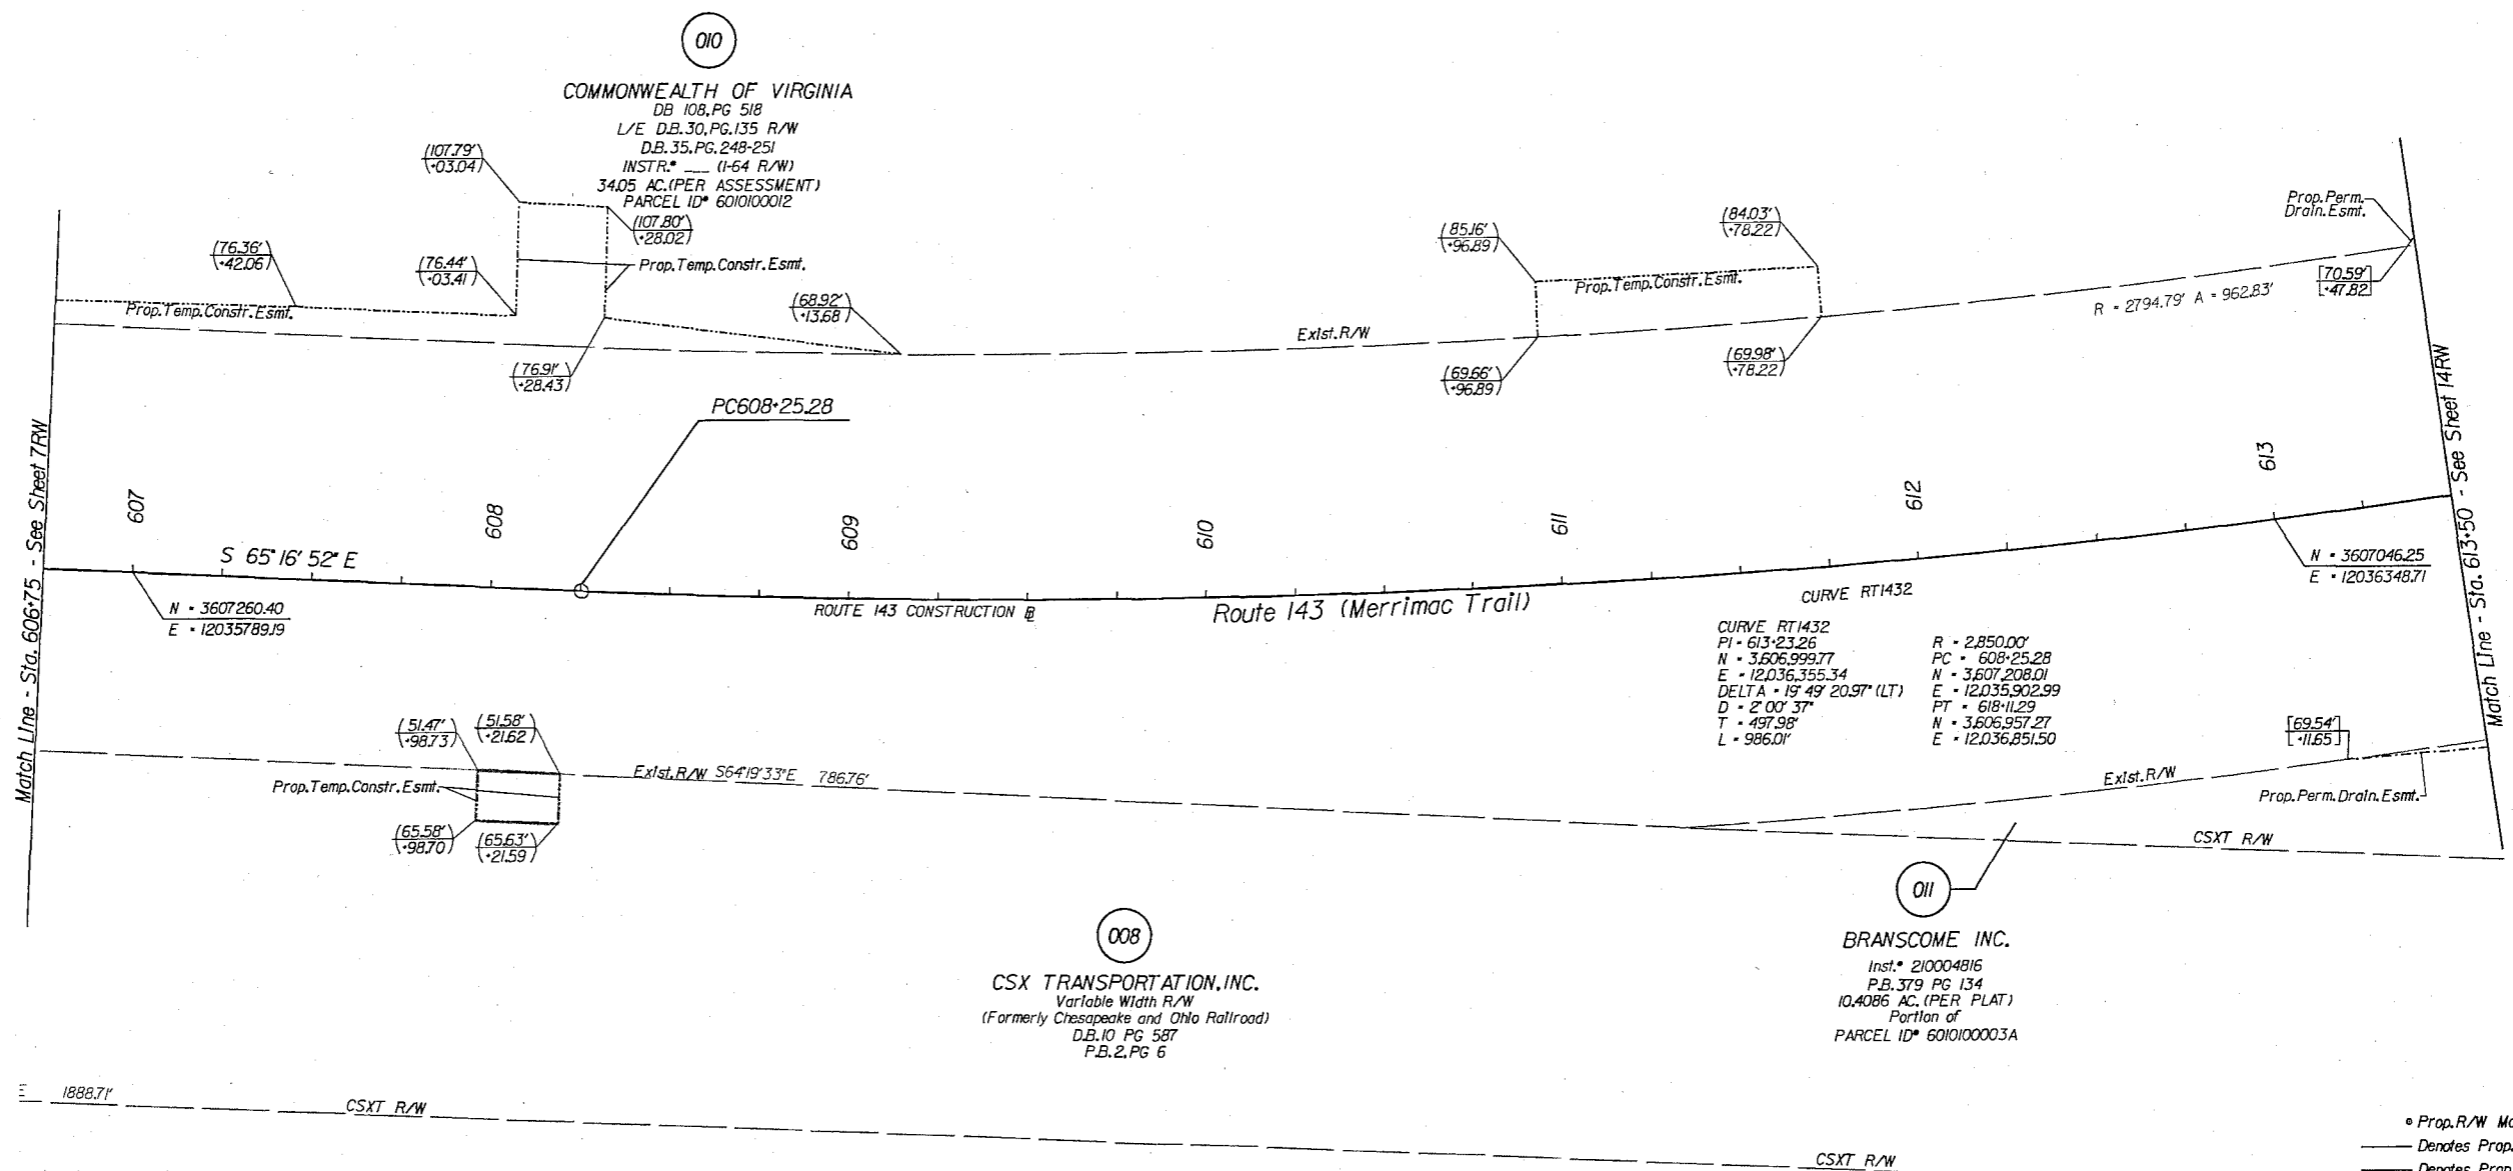 010
COMMONWEALTH OF VIRGINIA
DB 108, PG 518
L/E D.B. 30, PG. 135 R/W
D.B. 35, PG. 248-251
INSTR.# ___ (I-64 R/W)
34.05 AC. (PER ASSESSMENT)
PARCEL ID# 6010100012
(107.79')
(+03.04)
(107.80')
(+28.02)
(76.36')
(+42.06)
(76.44')
(+03.41)
Prop. Temp. Constr. Esmt.
Prop. Temp. Constr. Esmt.
(68.92')
(+13.68)
(76.91')
(+28.43)
(85.16')
(+96.89)
(84.03')
(+78.22)
Prop. Temp. Constr. Esmt.
Exist. R/W
(69.66')
(+96.89)
(69.98')
(+78.22)
Prop. Perm.
Drain. Esmt.
[70.59']
[+47.82]
R = 2794.79' A = 962.83'
PC 608+25.28
Match Line - Sta. 606+75 - See Sheet 7RW
607
608
609
610
611
612
613
Match Line - Sta. 613+50 - See Sheet 14RW
S 65° 16' 52" E
N = 3607260.40
E = 12035789.19
ROUTE 143 CONSTRUCTION BL
Route 143 (Merrimac Trail)
CURVE RT1432
N = 3607046.25
E = 12036348.71
CURVE RT1432
PI = 613+23.26
N = 3,606,999.77
E = 12,036,355.34
DELTA = 19° 49' 20.97" (LT)
D = 2° 00' 37"
T = 497.98'
L = 986.01'
R = 2,850.00'
PC = 608+25.28
N = 3,607,208.01
E = 12,035,902.99
PT = 618+11.29
N = 3,606,957.27
E = 12,036,851.50
(51.47')
(+98.73)
(51.58')
(+21.62)
Prop. Temp. Constr. Esmt.
(65.58')
(+98.70)
(65.63')
(+21.59)
Exist. R/W S64°19'33"E 786.76'
[69.54']
[+11.65]
Exist. R/W
Prop. Perm. Drain. Esmt.
CSXT R/W
011
BRANSCOME INC.
Inst.# 210004816
P.B. 379 PG 134
10.4086 AC. (PER PLAT)
Portion of
PARCEL ID# 6010100003A
008
CSX TRANSPORTATION, INC.
Variable Width R/W
(Formerly Chesapeake and Ohio Railroad)
D.B. 10 PG 587
P.B. 2, PG 6
E 1888.71'
CSXT R/W
CSXT R/W
Prop. R/W Mo
Denotes Prop.
Denotes Prop